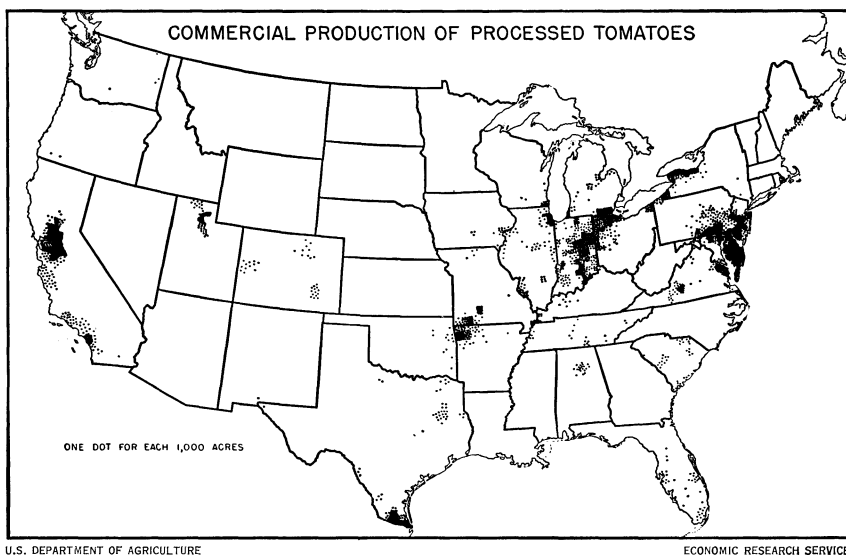 COMMERCIAL PRODUCTION OF PROCESSED TOMATOES
ONE DOT FOR EACH 1,000 ACRES
U.S. DEPARTMENT OF AGRICULTURE
ECONOMIC RESEARCH SERVICE